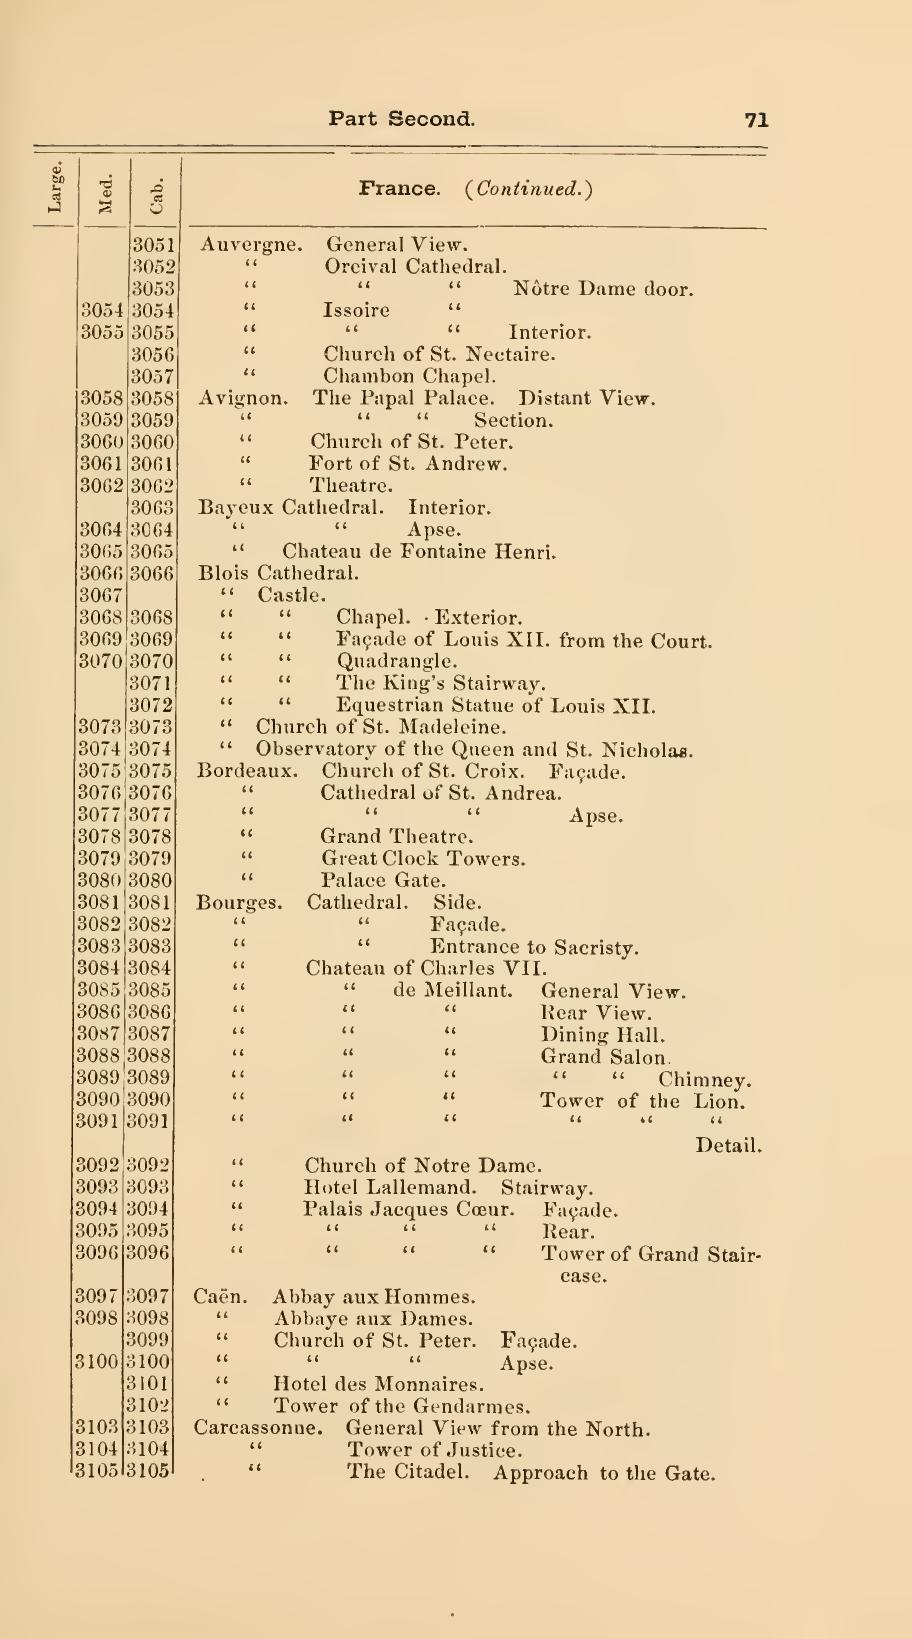 Part Second. 71
Large. Med. Cab. France. (Continued.)
3051 Auvergne. General View.
3052 “ Orcival Cathedral.
3053 “ “ “ Nôtre Dame door.
3054 3054 “ Issoire “
3055 3055 “ “ “ Interior.
3056 “ Church of St. Nectaire.
3057 “ Chambon Chapel.
3058 3058 Avignon. The Papal Palace. Distant View.
3059 3059 “ “ “ Section.
3060 3060 “ Church of St. Peter.
3061 3061 “ Fort of St. Andrew.
3062 3062 “ Theatre.
3063 Bayeux Cathedral. Interior.
3064 3064 “ “ Apse.
3065 3065 “ Chateau de Fontaine Henri.
3066 3066 Blois Cathedral.
3067 “ Castle.
3068 3068 “ “ Chapel. Exterior.
3069 3069 “ “ Façade of Louis XII. from the Court.
3070 3070 “ “ Quadrangle.
3071 “ “ The King's Stairway.
3072 “ “ Equestrian Statue of Louis XII.
3073 3073 “ Church of St. Madeleine.
3074 3074 “ Observatory of the Queen and St. Nicholas.
3075 3075 Bordeaux. Church of St. Croix. Façade.
3076 3076 “ Cathedral of St. Andrea.
3077 3077 “ “ “ Apse.
3078 3078 “ Grand Theatre.
3079 3079 “ Great Clock Towers.
3080 3080 “ Palace Gate.
3081 3081 Bourges. Cathedral. Side.
3082 3082 “ “ Façade.
3083 3083 “ “ Entrance to Sacristy.
3084 3084 “ Chateau of Charles VII.
3085 3085 “ “ de Meillant. General View.
3086 3086 “ “ “ Rear View.
3087 3087 “ “ “ Dining Hall.
3088 3088 “ “ “ Grand Salon.
3089 3089 “ “ “ “ “ Chimney.
3090 3090 “ “ “ Tower of the Lion.
3091 3091 “ “ “ “ “ “
Detail.
3092 3092 “ Church of Notre Dame.
3093 3093 “ Hotel Lallemand. Stairway.
3094 3094 “ Palais Jacques Cœur. Façade.
3095 3095 “ “ “ “ Rear.
3096 3096 “ “ “ “ Tower of Grand Stair-
case.
3097 3097 Caën. Abbay aux Hommes.
3098 3098 “ Abbaye aux Dames.
3099 “ Church of St. Peter. Façade.
3100 3100 “ “ “ Apse.
3101 “ Hotel des Monnaires.
3102 “ Tower of the Gendarmes.
3103 3103 Carcassonne. General View from the North.
3104 3104 “ Tower of Justice.
3105 3105 “ The Citadel. Approach to the Gate.